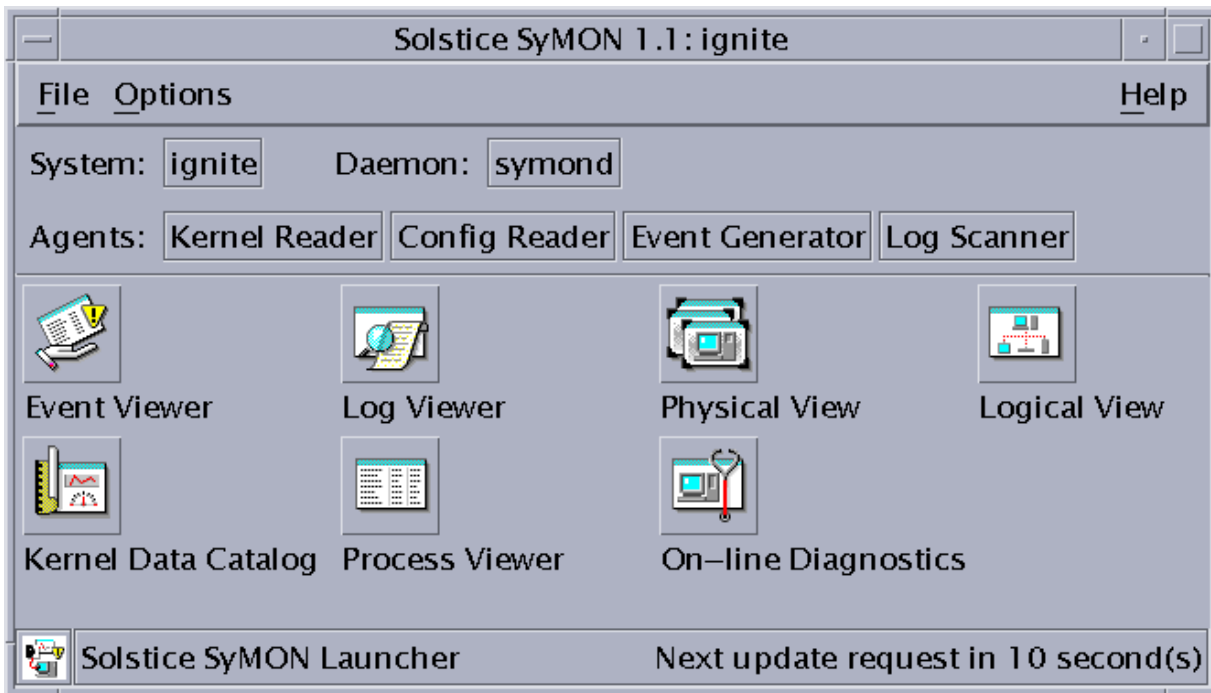 Solstice SyMON 1.1: ignite
File Options Help
System: ignite Daemon: symond
Agents: Kernel Reader Config Reader Event Generator Log Scanner
Event Viewer Log Viewer Physical View Logical View
Kernel Data Catalog Process Viewer On-line Diagnostics
Solstice SyMON Launcher Next update request in 10 second(s)